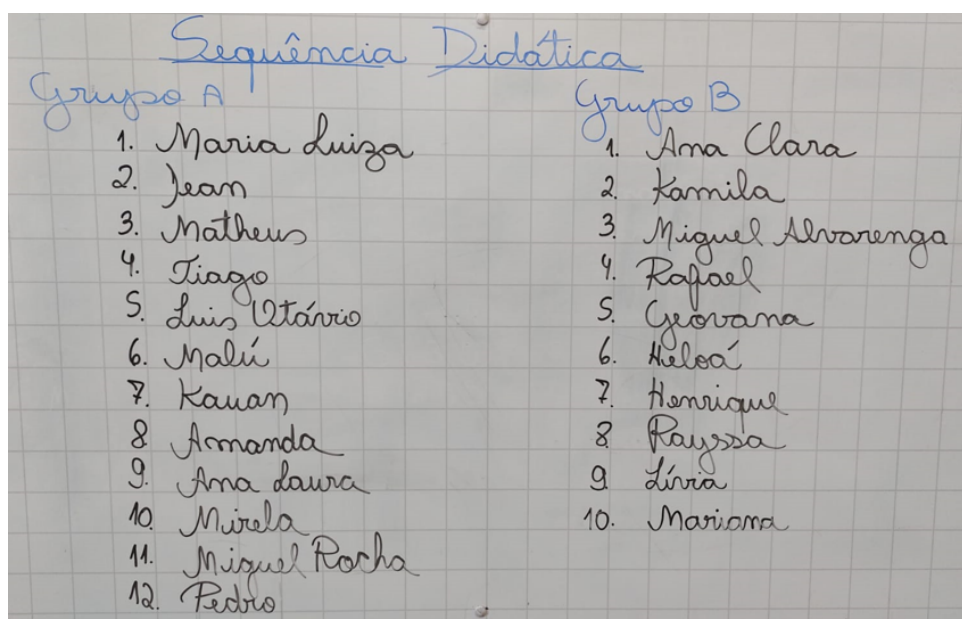 Sequência Didática
Grupo A
1. Maria Luiza
2. Jean
3. Matheus
4. Tiago
5. Luis Otávio
6. Malú
7. Kauan
8 Amanda
9. Ana Laura
10. Mirela
11. Miguel Rocha
12. Pedro
Grupo B
1. Ana Clara
2. Kamila
3. Miguel Alvarenga
4. Rafael
5. Geovana
6. Heloá
7. Henrique
8 Rayssa
9 Lívia
10. Mariana